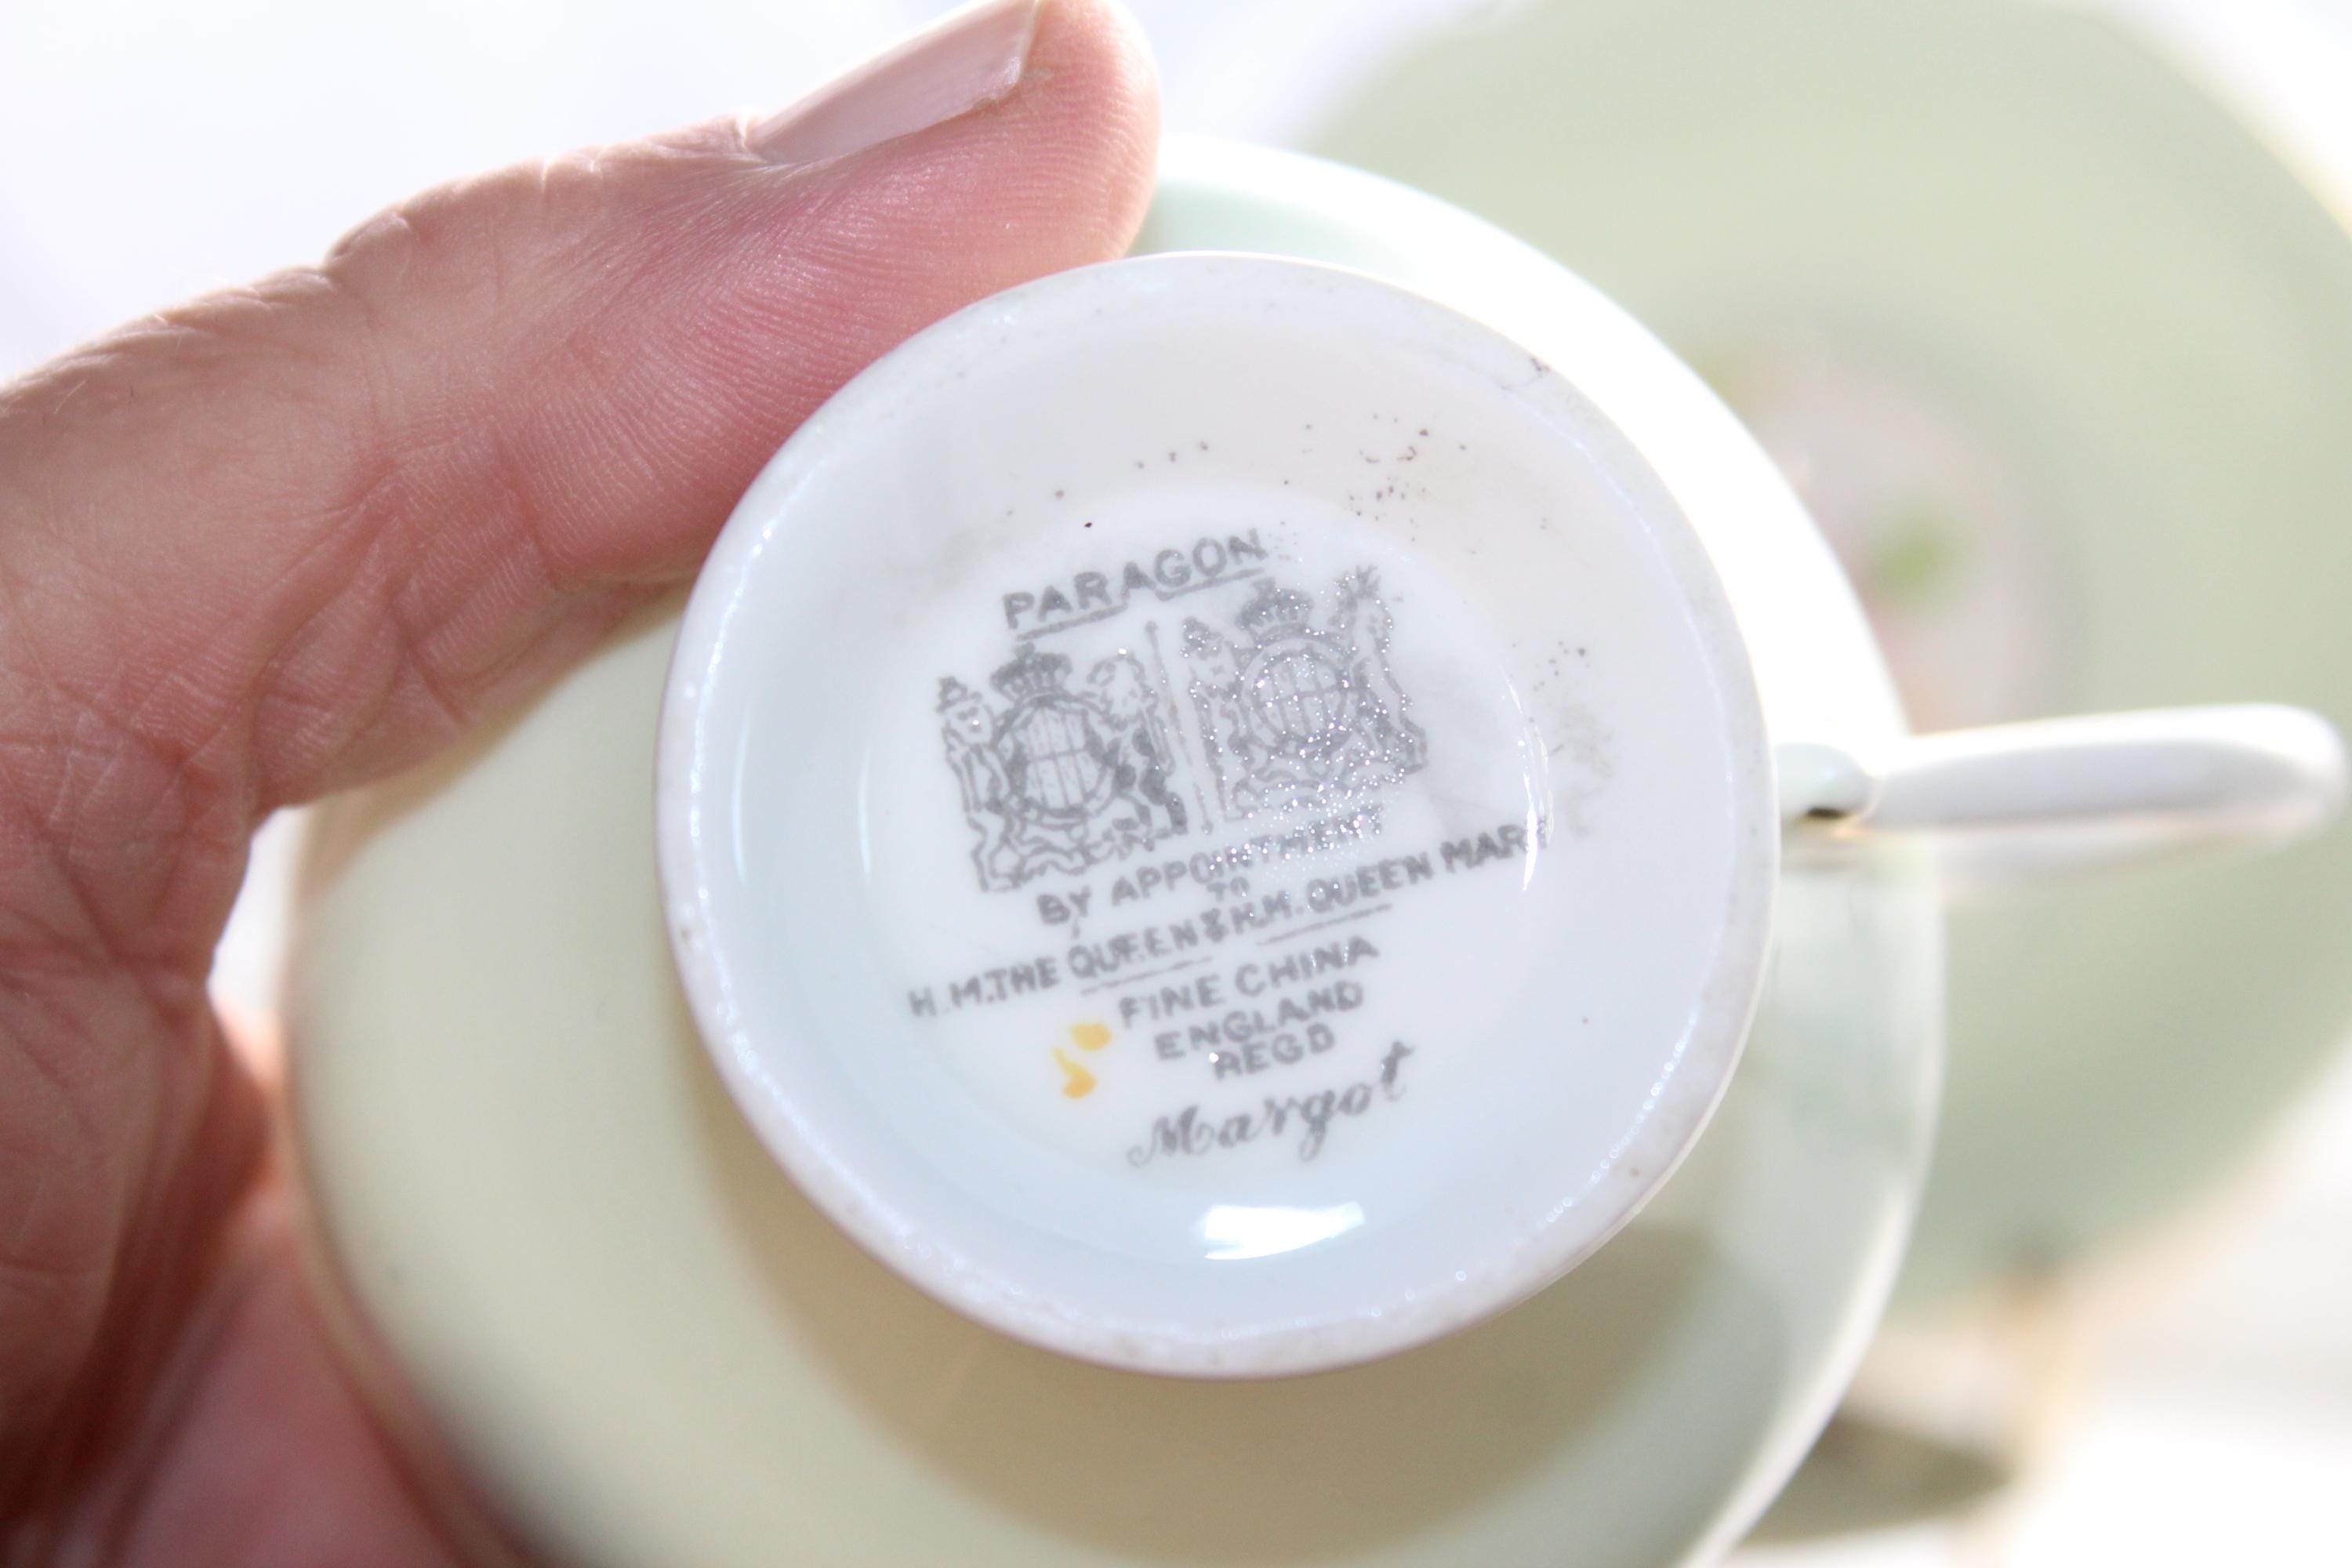 PARAGON
BY APPOINTMENT
TO
H.M.THE QUEEN & H.M. QUEEN MARY
FINE CHINA
ENGLAND
REGD
Margot